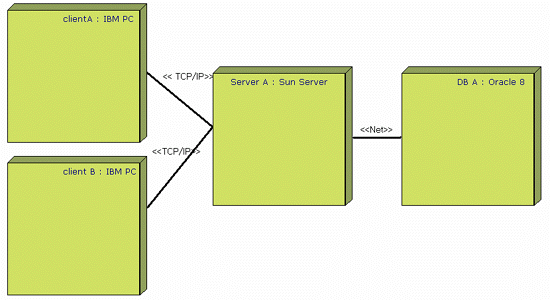 clientA : IBM PC
<< TCP/IP>>
Server A : Sun Server
DB A : Oracle 8
<<Net>>
<<TCP/IP>>
client B : IBM PC